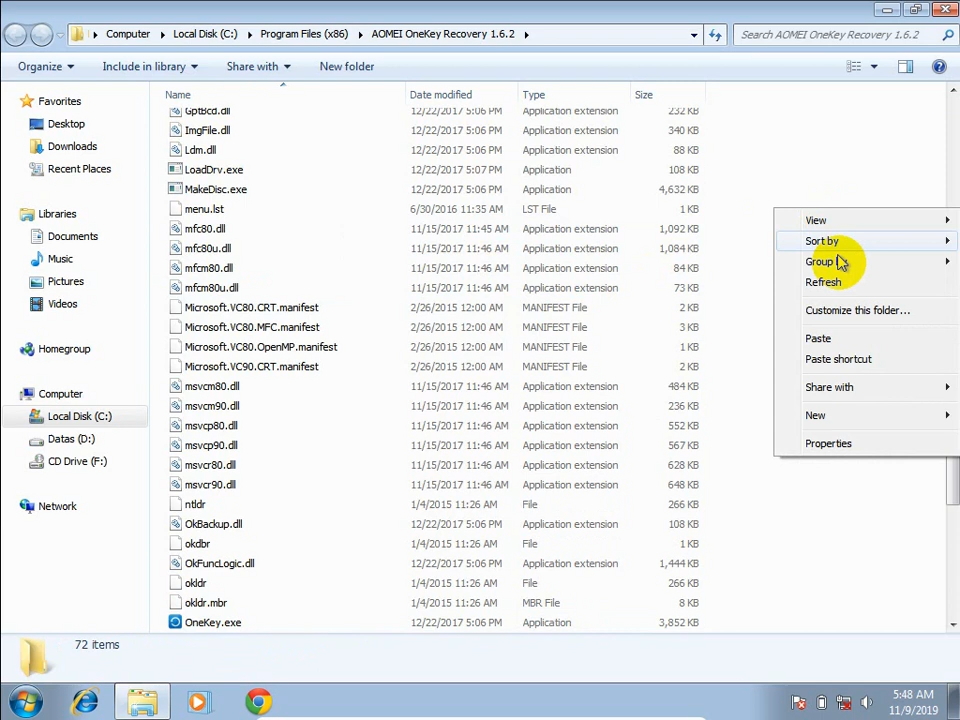 Computer Local Disk (C:) Program Files (x86) AOMEI OneKey Recovery 1.6.2 Search AOMEI OneKey Recovery 1.6.2
Organize Include in library Share with New folder
Favorites
Desktop
Downloads
Recent Places
Libraries
Documents
Music
Pictures
Videos
Homegroup
Computer
Local Disk (C:)
Datas (D:)
CD Drive (F:)
Network
Name Date modified Type Size
GptBcd.dll 12/22/2017 5:06 PM Application extension 232 KB
ImgFile.dll 12/22/2017 5:06 PM Application extension 340 KB
Ldm.dll 12/22/2017 5:06 PM Application extension 88 KB
LoadDrv.exe 12/22/2017 5:07 PM Application 108 KB
MakeDisc.exe 12/22/2017 5:06 PM Application 4,632 KB
menu.lst 6/30/2016 11:35 AM LST File 1 KB
mfc80.dll 11/15/2017 11:45 AM Application extension 1,092 KB
mfc80u.dll 11/15/2017 11:46 AM Application extension 1,084 KB
mfcm80.dll 11/15/2017 11:46 AM Application extension 84 KB
mfcm80u.dll 11/15/2017 11:46 AM Application extension 73 KB
Microsoft.VC80.CRT.manifest 2/26/2015 12:00 AM MANIFEST File 2 KB
Microsoft.VC80.MFC.manifest 2/26/2015 12:00 AM MANIFEST File 3 KB
Microsoft.VC80.OpenMP.manifest 2/26/2015 12:00 AM MANIFEST File 1 KB
Microsoft.VC90.CRT.manifest 2/26/2015 12:00 AM MANIFEST File 2 KB
msvcm80.dll 11/15/2017 11:46 AM Application extension 484 KB
msvcm90.dll 11/15/2017 11:46 AM Application extension 236 KB
msvcp80.dll 11/15/2017 11:46 AM Application extension 552 KB
msvcp90.dll 11/15/2017 11:46 AM Application extension 567 KB
msvcr80.dll 11/15/2017 11:46 AM Application extension 628 KB
msvcr90.dll 11/15/2017 11:46 AM Application extension 648 KB
ntldr 1/4/2015 11:26 AM File 266 KB
OkBackup.dll 12/22/2017 5:06 PM Application extension 108 KB
okdbr 1/4/2015 11:26 AM File 1 KB
OkFuncLogic.dll 12/22/2017 5:06 PM Application extension 1,444 KB
okldr 1/4/2015 11:26 AM File 266 KB
okldr.mbr 1/4/2015 11:26 AM MBR File 8 KB
OneKey.exe 12/22/2017 5:06 PM Application 3,852 KB
View
Sort by
Group
Refresh
Customize this folder...
Paste
Paste shortcut
Share with
New
Properties
72 items
5:48 AM
11/9/2019